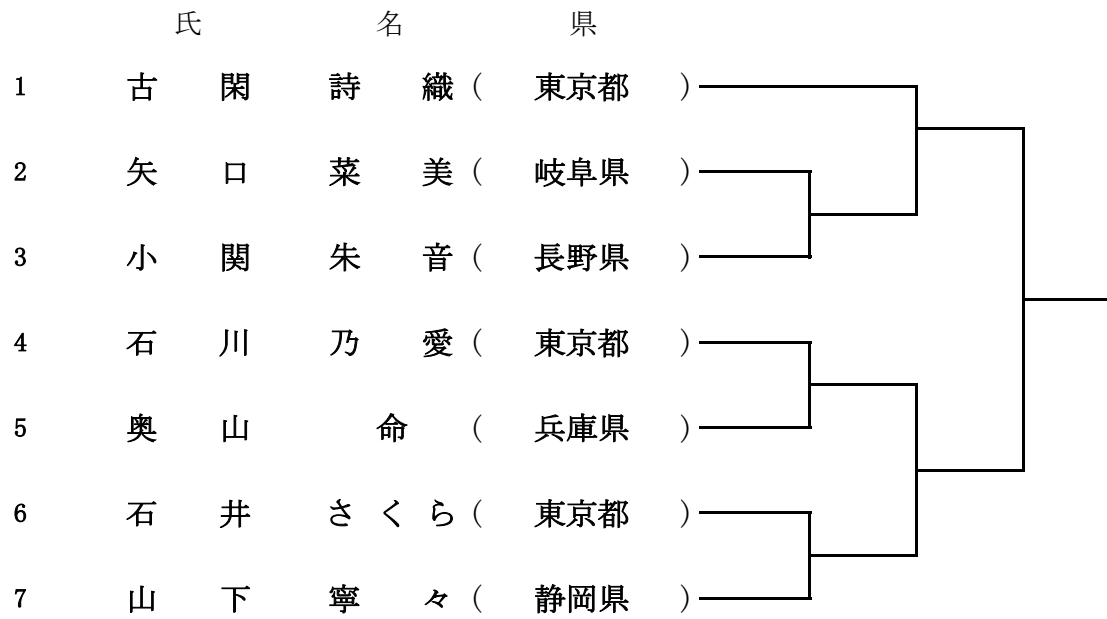 氏 名 県
1 古閑 詩織 ( 東京都 )
2 矢口 菜美 ( 岐阜県 )
3 小関 朱音 ( 長野県 )
4 石川 乃愛 ( 東京都 )
5 奥山 命 ( 兵庫県 )
6 石井 さくら ( 東京都 )
7 山下 寧々 ( 静岡県 )